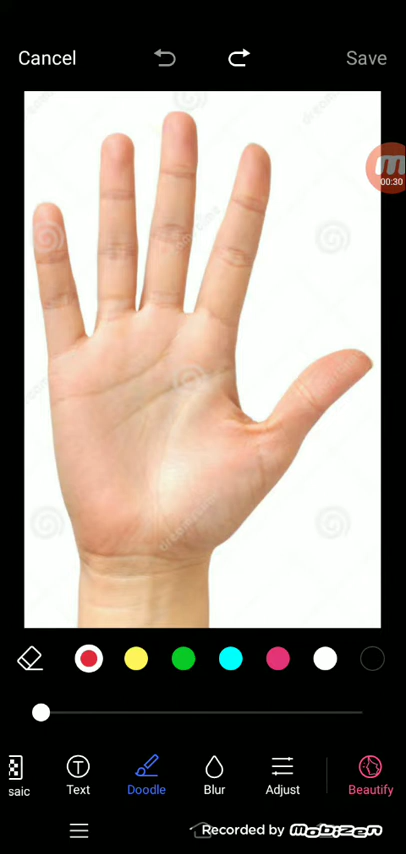 Cancel
Save
00:30
saic
Text
Doodle
Blur
Adjust
Beautify
Recorded by Mobizen